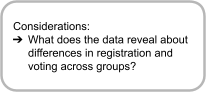 Considerations:
➔ What does the data reveal about
differences in registration and
voting across groups?